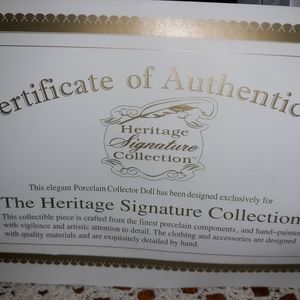 ertificate of Authentic
Heritage
Signature
Collection
This elegant Porcelain Collector Doll has been designed exclusively for
The Heritage Signature Collection
This collectible piece is crafted from the finest porcelain components, and hand-painte
with vigilence and artistic attention to detail. The clothing and accessories are designed
with quality materials and are exquisitely detailed by hand.